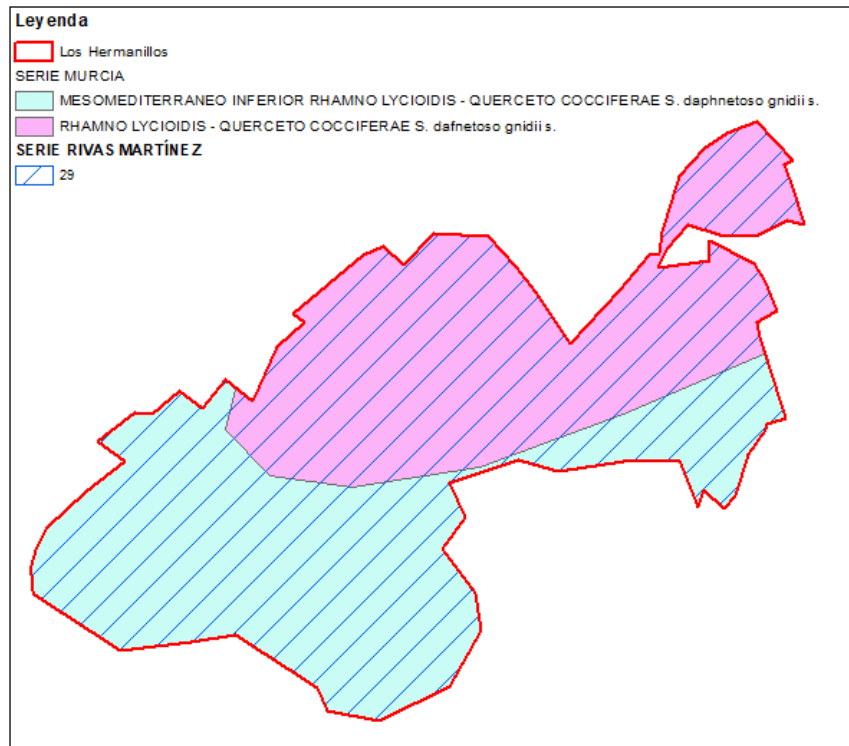 Leyenda
Los Hermanillos
SERIE MURCIA
MESOMEDITERRANEO INFERIOR RHAMNO LYCIOIDIS - QUERCETO COCCIFERAE S. daphnetoso gnidii s.
RHAMNO LYCIOIDIS - QUERCETO COCCIFERAE S. dafnetoso gnidii s.
SERIE RIVAS MARTÍNEZ
29